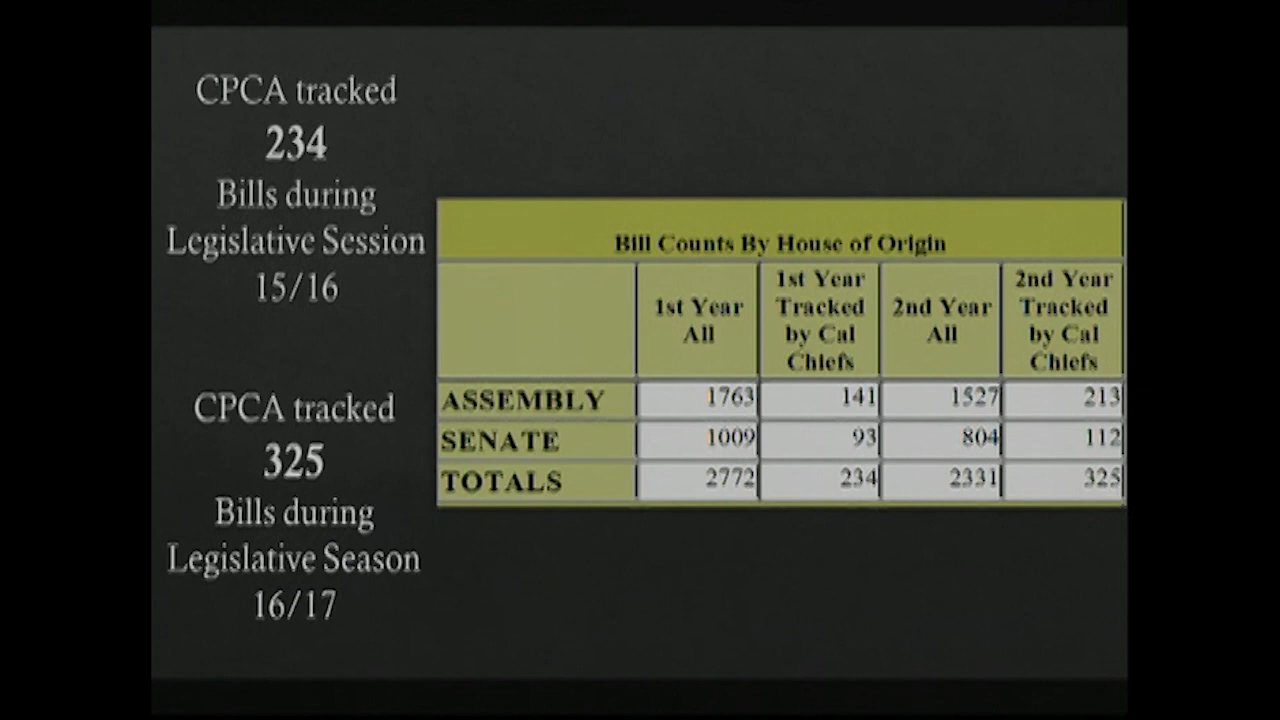 CPCA tracked
234
Bills during
Legislative Session
15/16
CPCA tracked
325
Bills during
Legislative Season
16/17
Bill Counts By House of Origin
1st Year All
1st Year Tracked by Cal Chiefs
2nd Year All
2nd Year Tracked by Cal Chiefs
ASSEMBLY 1763 141 1527 213
SENATE 1009 93 804 112
TOTALS 2772 234 2331 325